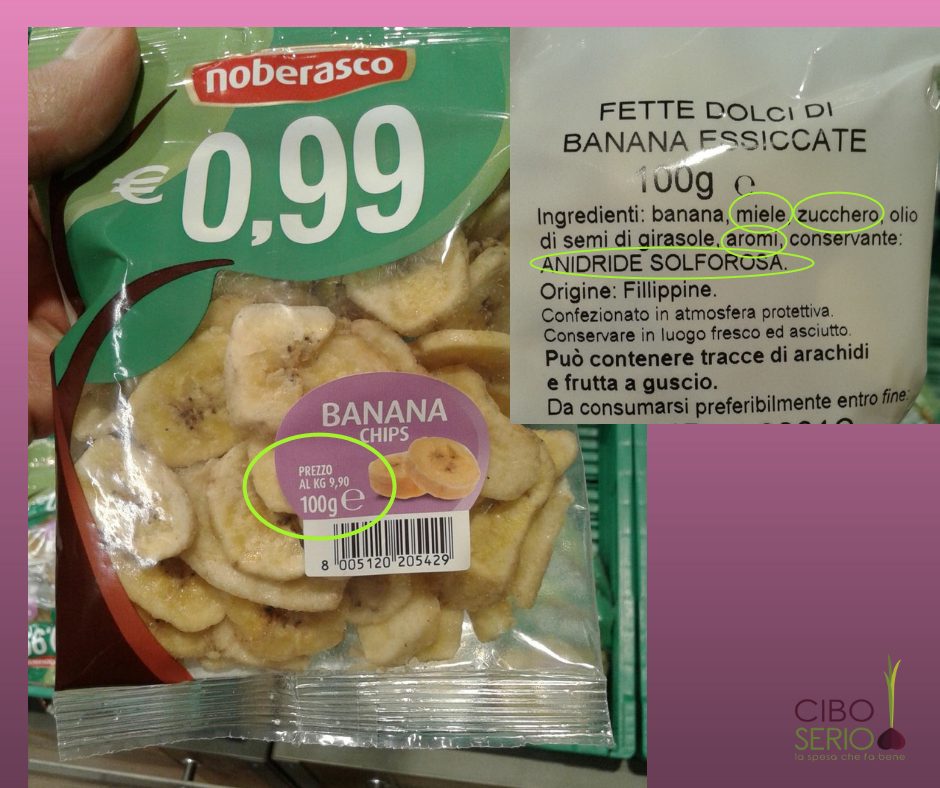 noberasco
€ 0,99
BANANA
CHIPS
PREZZO
AL KG 9,90
100g ℮
8 005120 205429
FETTE DOLCI DI
BANANA ESSICCATE
100g ℮
Ingredienti: banana, miele, zucchero, olio
di semi di girasole, aromi, conservante:
ANIDRIDE SOLFOROSA.
Origine: Fillippine.
Confezionato in atmosfera protettiva.
Conservare in luogo fresco ed asciutto.
Può contenere tracce di arachidi
e frutta a guscio.
Da consumarsi preferibilmente entro fine:
CIBO
SERIO
la spesa che fa bene